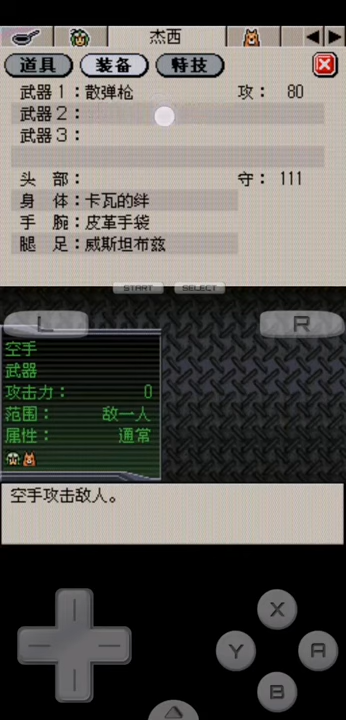 杰西
道具 装备 特技
武器1：散弹枪 攻： 80
武器2：
武器3：
头 部： 守： 111
身 体：卡瓦的绊
手 腕：皮革手袋
腿 足：威斯坦布兹
START SELECT
L R
空手
武器
攻击力： 0
范围： 敌一人
属性： 通常
空手攻击敌人。
X
Y A
B